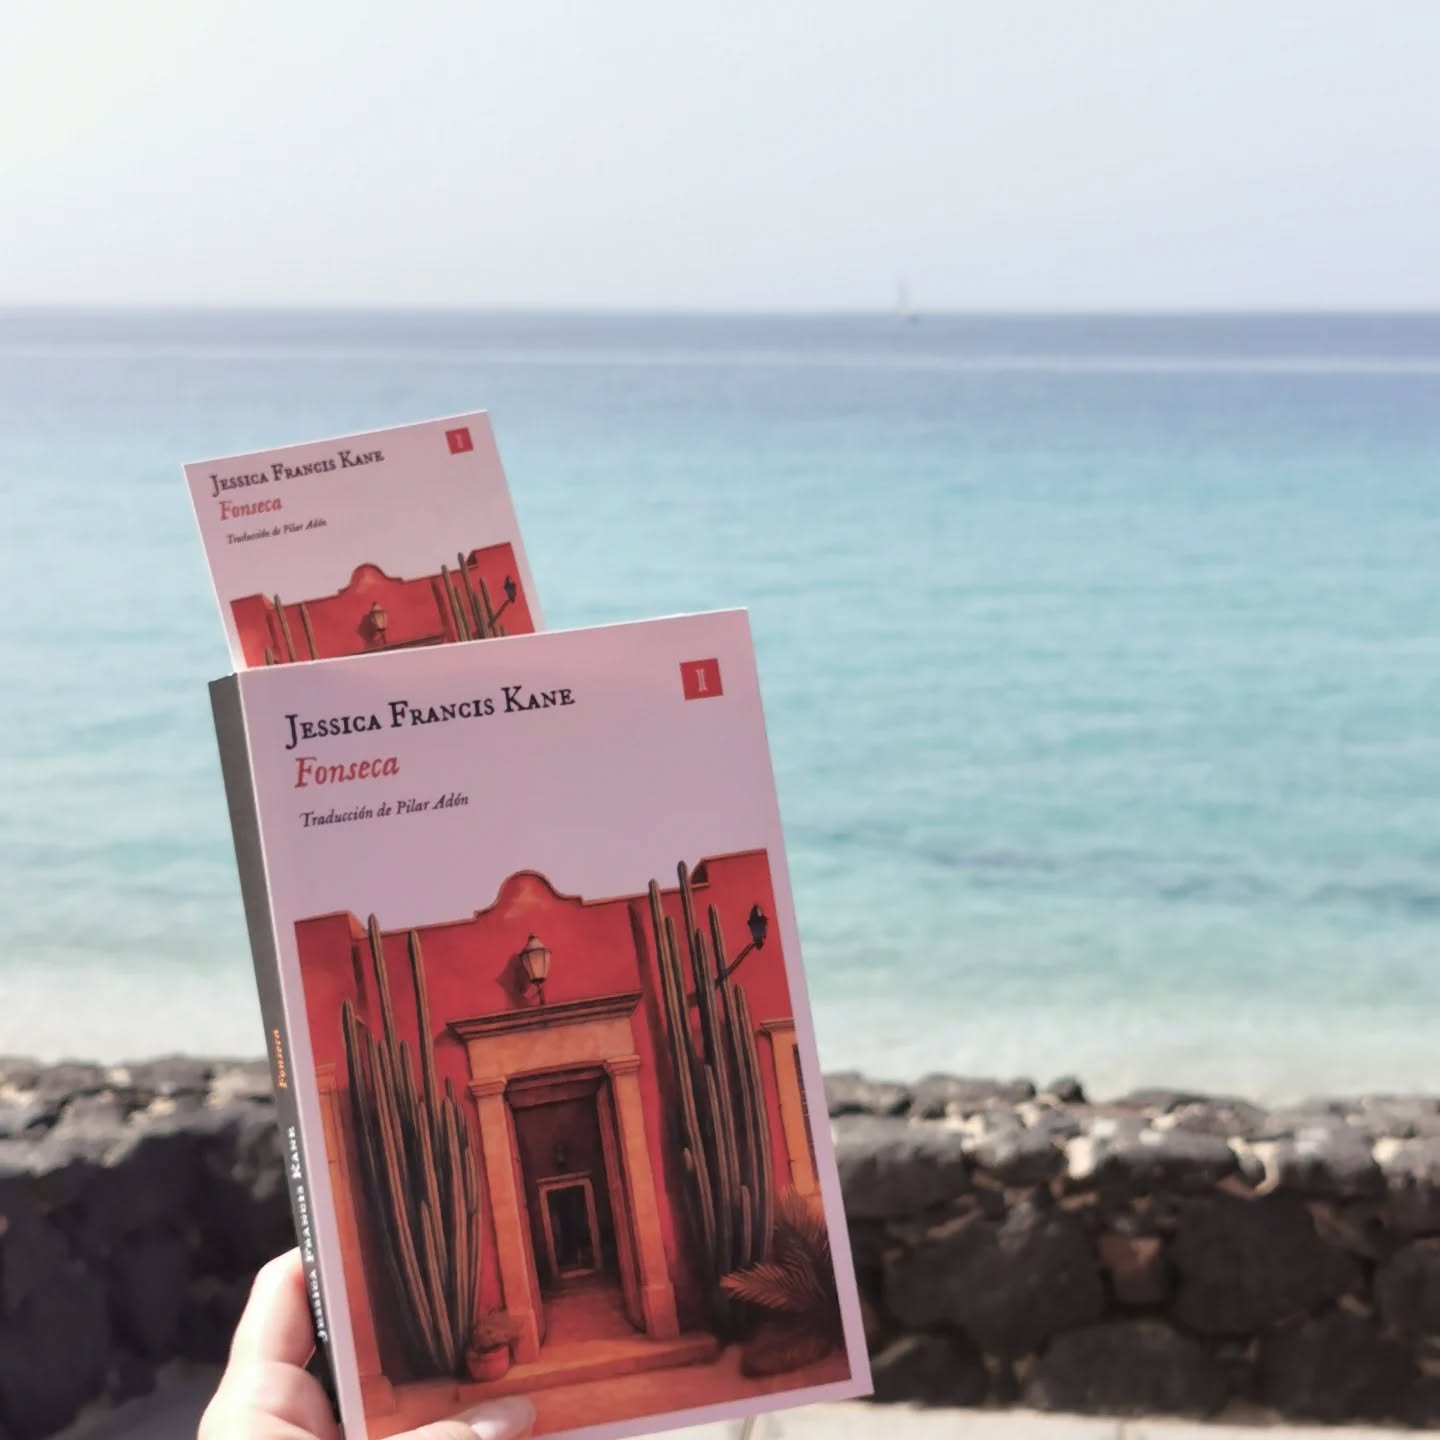 Jessica Francis Kane
Fonseca
Traducción de Pilar Adón
Jessica Francis Kane
Fonseca
Traducción de Pilar Adón
Jessica Francis Kane Fonseca